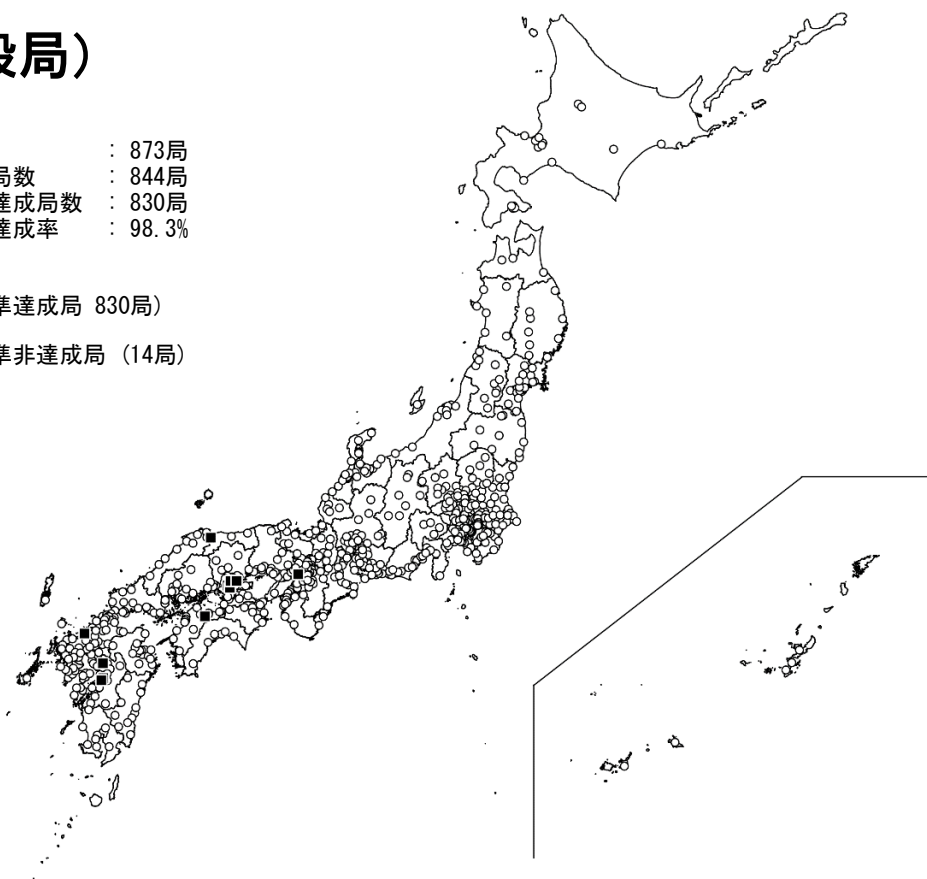 設局）
: 873局
局数 : 844局
達成局数 : 830局
達成率 : 98.3%
準達成局 830局）
準非達成局 (14局)